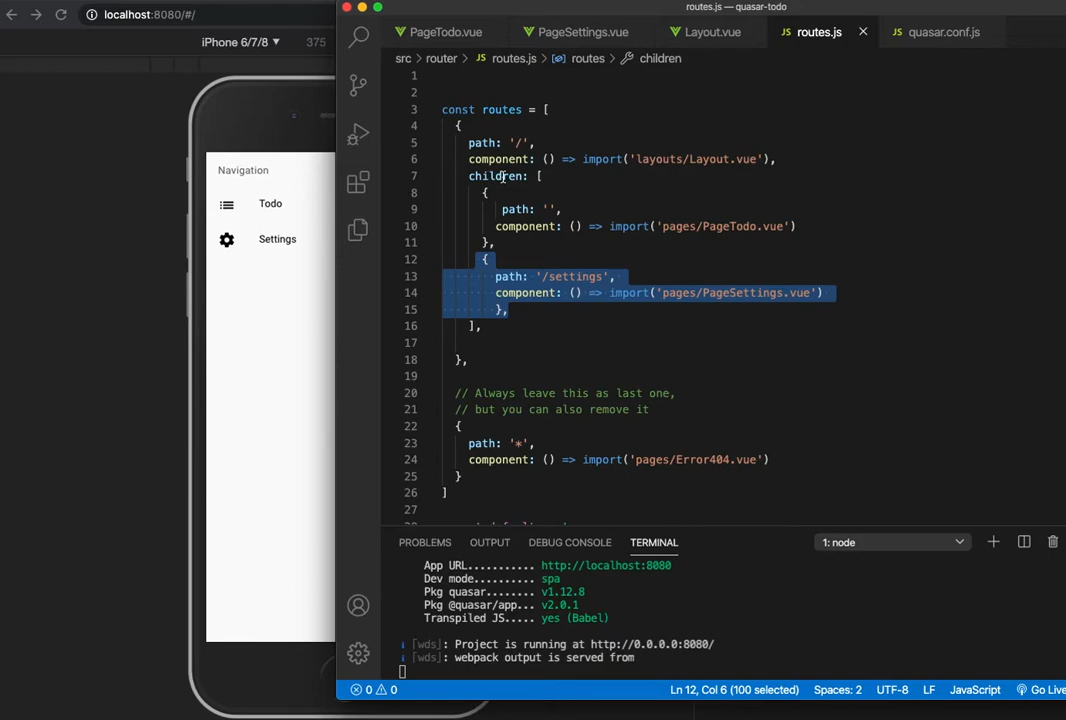 localhost:8080/#/
iPhone 6/7/8 ▼ 375
Navigation
Todo
Settings
routes.js — quasar-todo
PageTodo.vue PageSettings.vue Layout.vue JS routes.js × JS quasar.conf.js
src > router > JS routes.js > routes > children
1
2
3 const routes = [
4 {
5 path: '/',
6 component: () => import('layouts/Layout.vue'),
7 children: [
8 {
9 path: '',
10 component: () => import('pages/PageTodo.vue')
11 },
12 {
13 path: '/settings',
14 component: () => import('pages/PageSettings.vue')
15 },
16 ],
17
18 },
19
20 // Always leave this as last one,
21 // but you can also remove it
22 {
23 path: '*',
24 component: () => import('pages/Error404.vue')
25 }
26 ]
27
PROBLEMS OUTPUT DEBUG CONSOLE TERMINAL 1: node
App URL........... http://localhost:8080
Dev mode.......... spa
Pkg quasar........ v1.12.8
Pkg @quasar/app... v2.0.1
Transpiled JS..... yes (Babel)
i [wds]: Project is running at http://0.0.0.0:8080/
i [wds]: webpack output is served from
0 0 Ln 12, Col 6 (100 selected) Spaces: 2 UTF-8 LF JavaScript Go Live